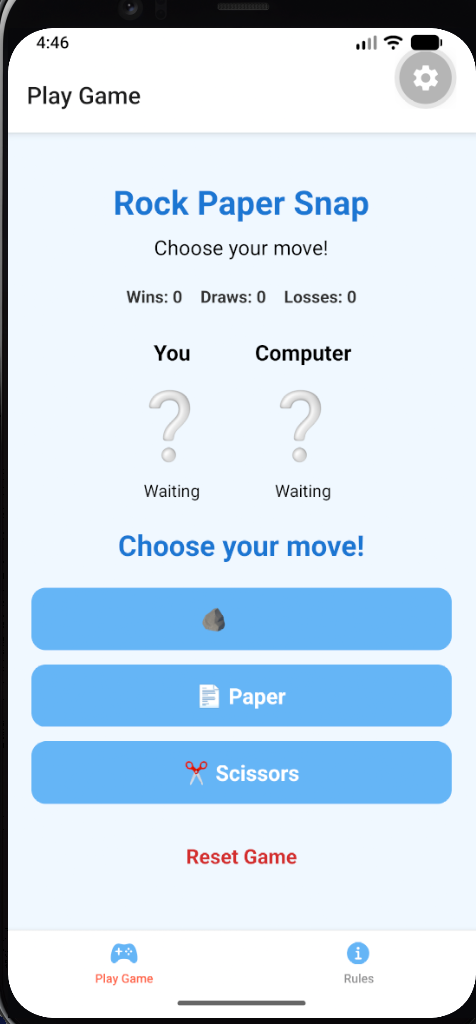 4:46
Play Game
Rock Paper Snap
Choose your move!
Wins: 0 Draws: 0 Losses: 0
You Computer
❔ ❔
Waiting Waiting
Choose your move!
🪨
📄 Paper
✂️ Scissors
Reset Game
Play Game Rules